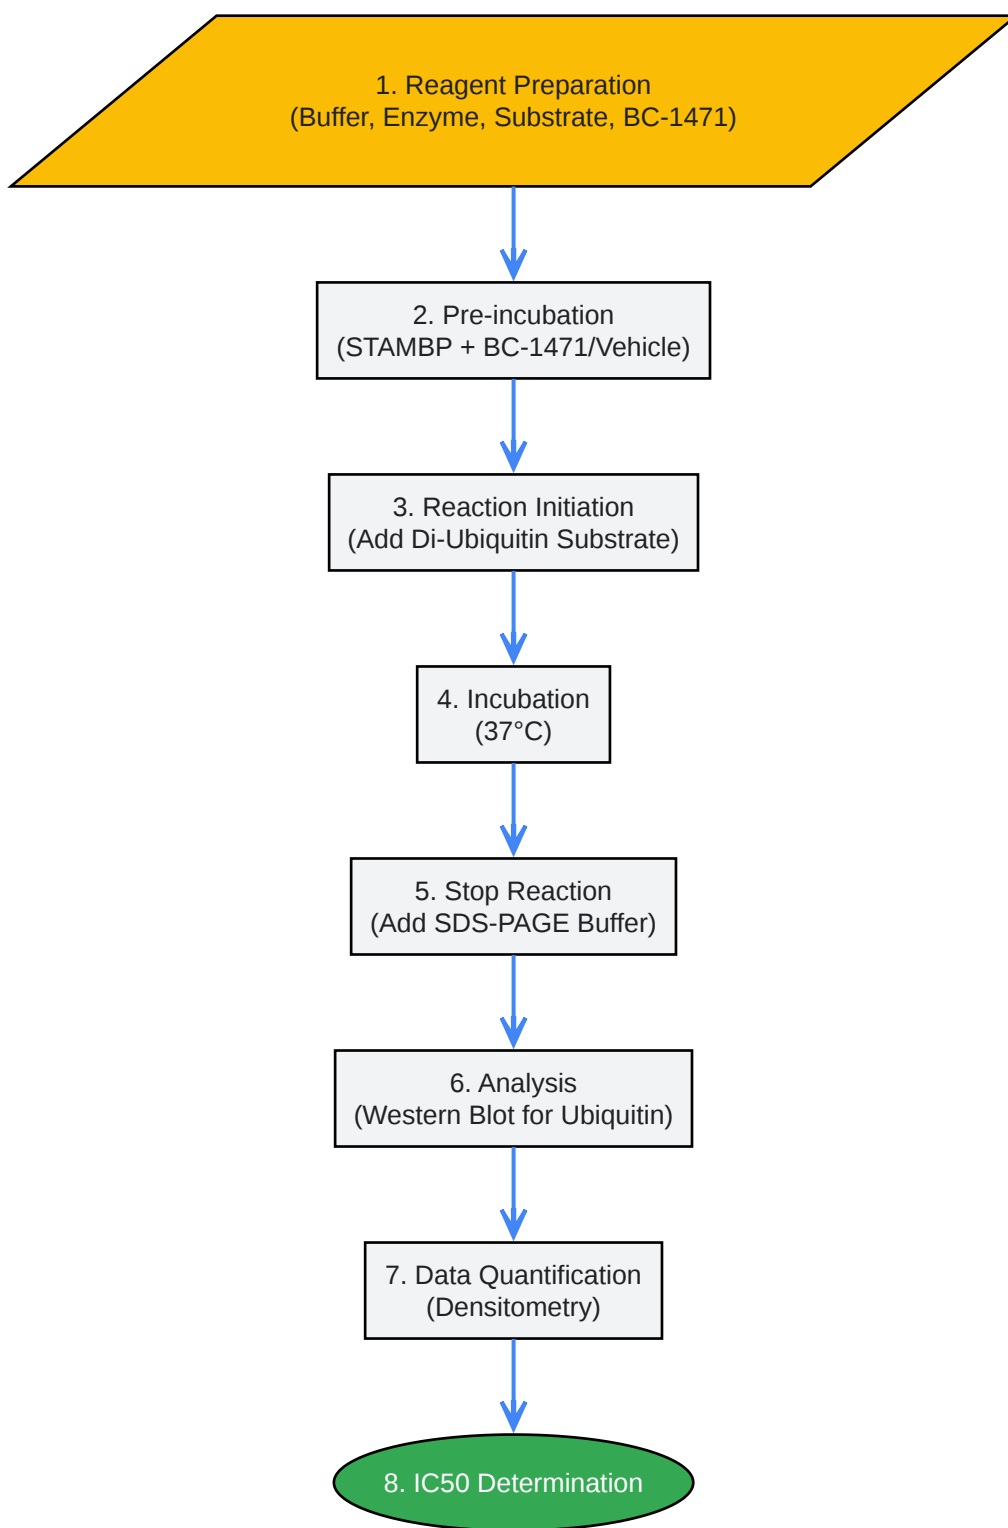 1. Reagent Preparation
(Buffer, Enzyme, Substrate, BC-1471)
2. Pre-incubation
(STAMBP + BC-1471/Vehicle)
3. Reaction Initiation
(Add Di-Ubiquitin Substrate)
4. Incubation
(37°C)
5. Stop Reaction
(Add SDS-PAGE Buffer)
6. Analysis
(Western Blot for Ubiquitin)
7. Data Quantification
(Densitometry)
8. IC50 Determination